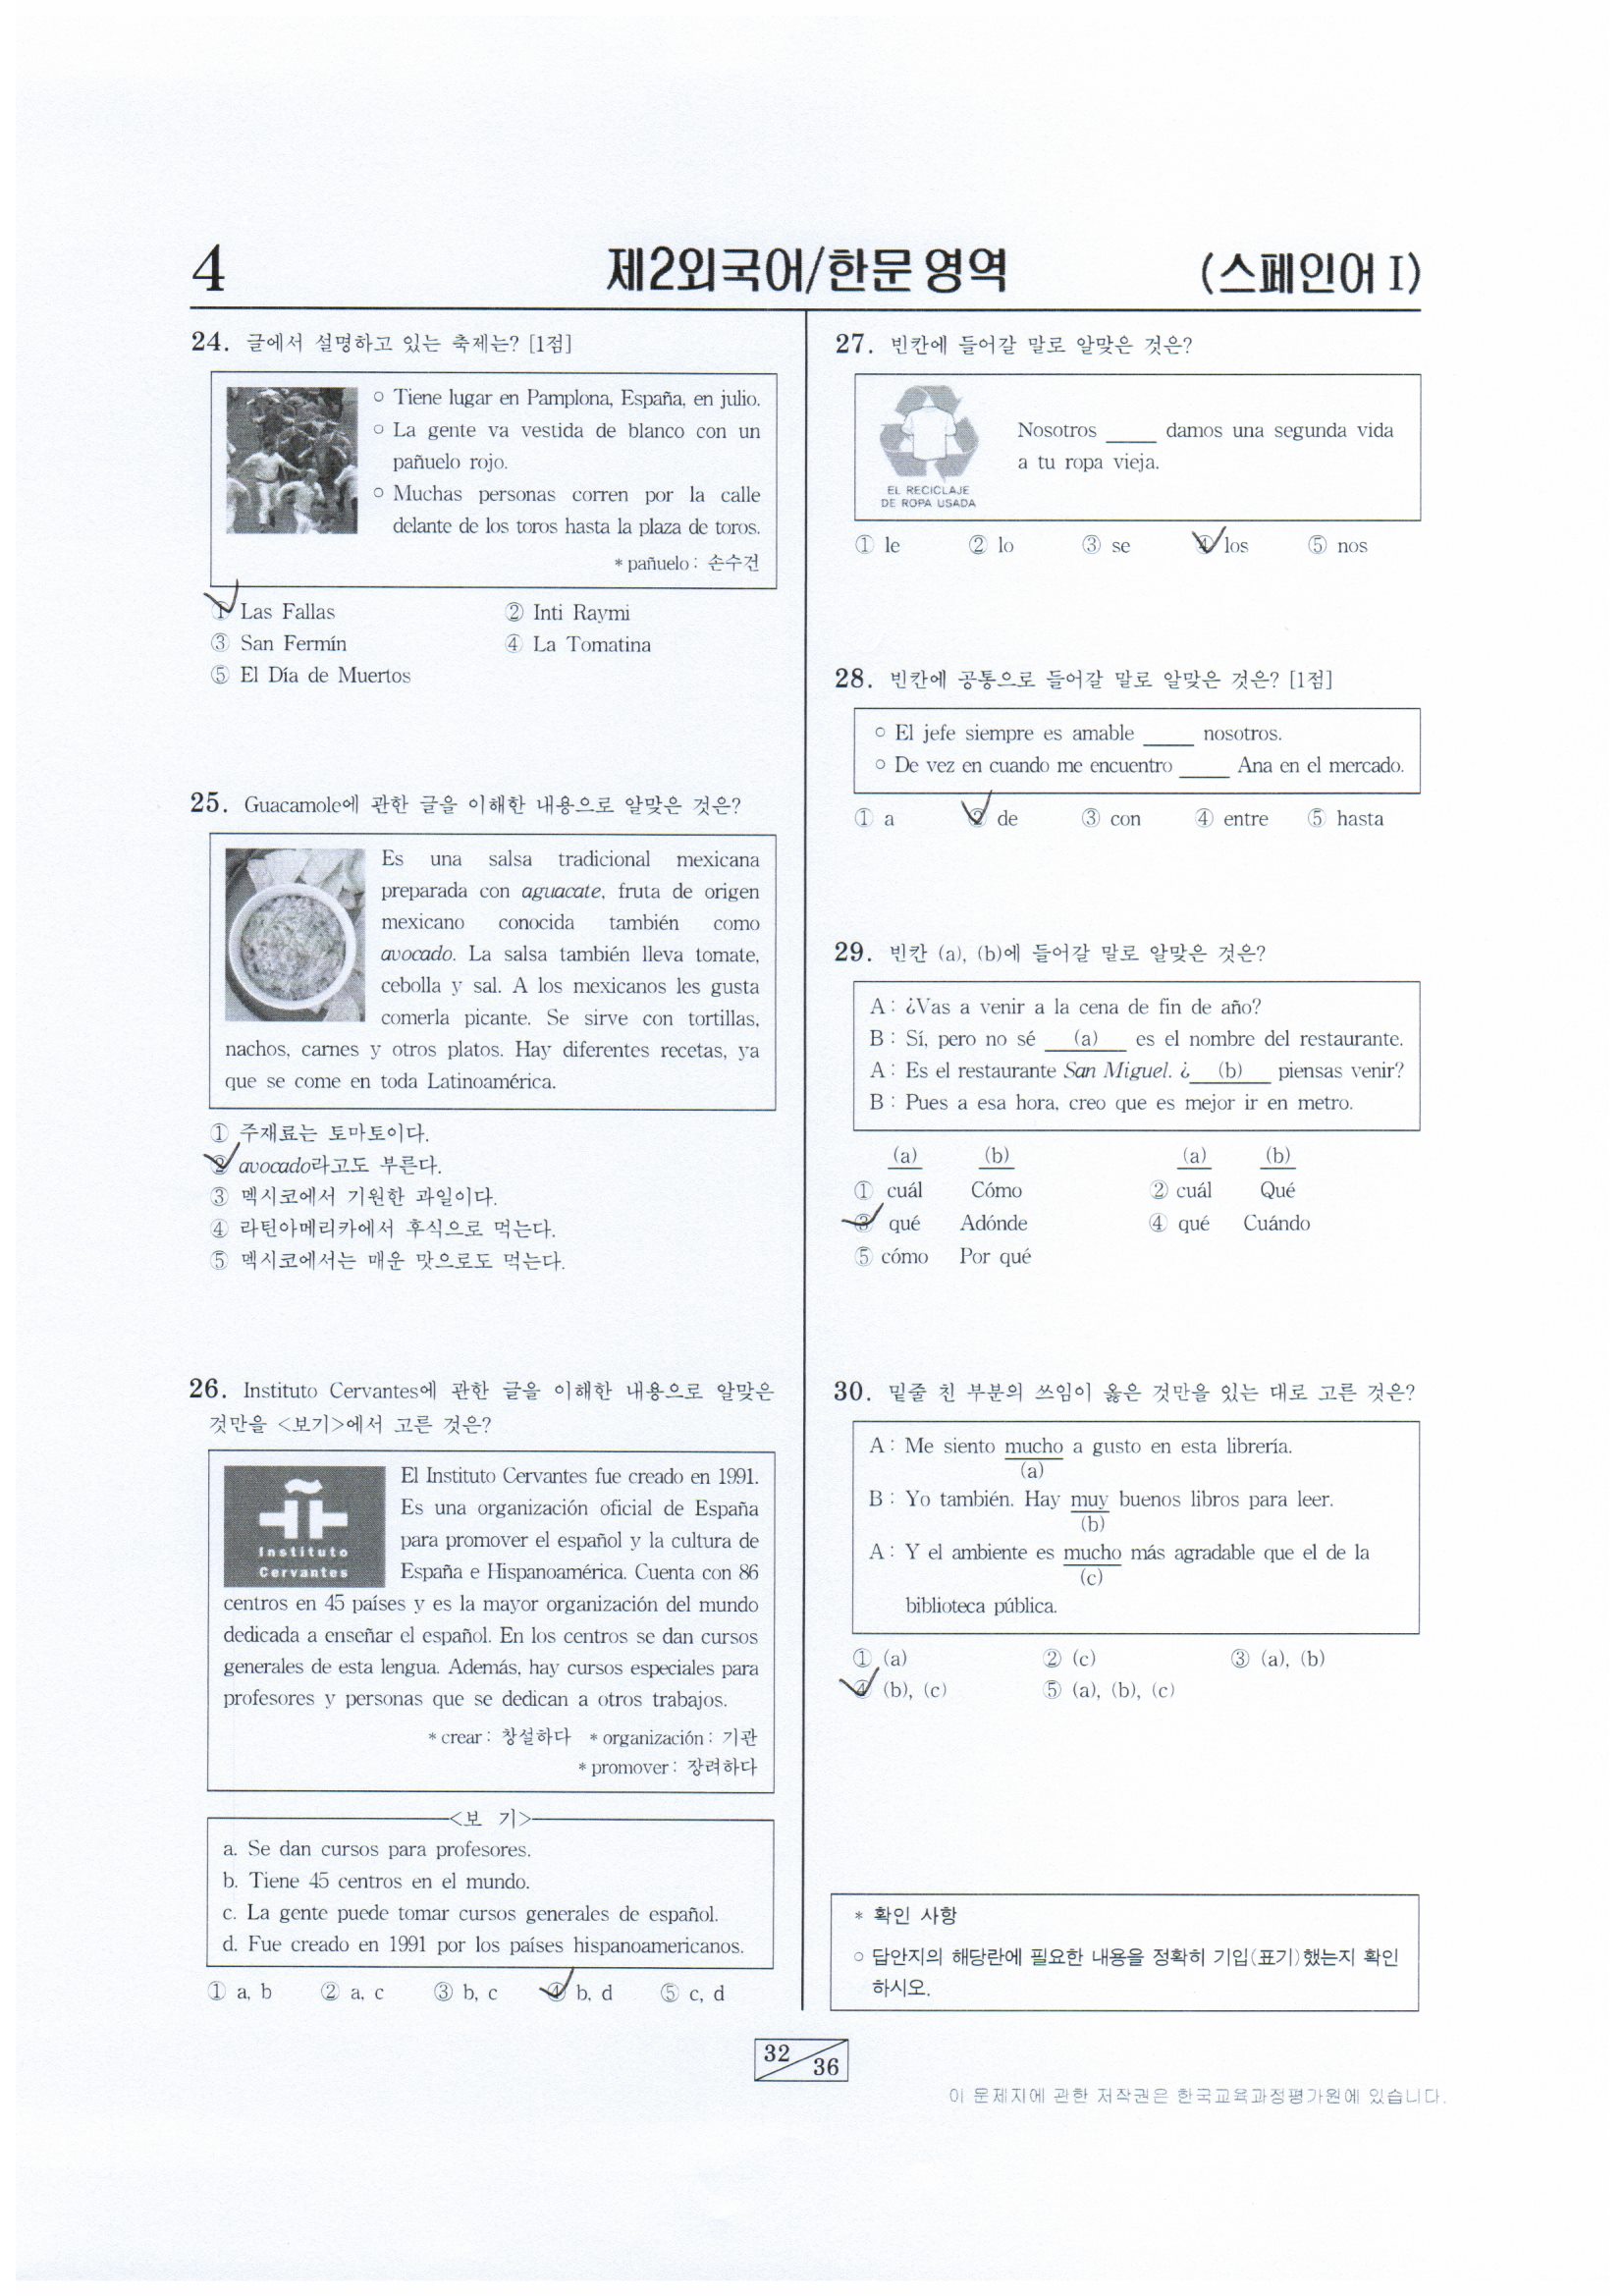 4
제2외국어/한문 영역
(스페인어 I)
24. 글에서 설명하고 있는 축제는? [1점]
○ Tiene lugar en Pamplona, España, en julio.
○ La gente va vestida de blanco con un
pañuelo rojo.
○ Muchas personas corren por la calle
delante de los toros hasta la plaza de toros.
* pañuelo : 손수건
① Las Fallas ② Inti Raymi
③ San Fermín ④ La Tomatina
⑤ El Día de Muertos
25. Guacamole에 관한 글을 이해한 내용으로 알맞은 것은?
Es una salsa tradicional mexicana
preparada con aguacate, fruta de origen
mexicano conocida también como
avocado. La salsa también lleva tomate,
cebolla y sal. A los mexicanos les gusta
comerla picante. Se sirve con tortillas,
nachos, carnes y otros platos. Hay diferentes recetas, ya
que se come en toda Latinoamérica.
① 주재료는 토마토이다.
② avocado라고도 부른다.
③ 멕시코에서 기원한 과일이다.
④ 라틴아메리카에서 후식으로 먹는다.
⑤ 멕시코에서는 매운 맛으로도 먹는다.
26. Instituto Cervantes에 관한 글을 이해한 내용으로 알맞은
것만을 <보기>에서 고른 것은?
Instituto
Cervantes
El Instituto Cervantes fue creado en 1991.
Es una organización oficial de España
para promover el español y la cultura de
España e Hispanoamérica. Cuenta con 86
centros en 45 países y es la mayor organización del mundo
dedicada a enseñar el español. En los centros se dan cursos
generales de esta lengua. Además, hay cursos especiales para
profesores y personas que se dedican a otros trabajos.
* crear : 창설하다 * organización : 기관
* promover : 장려하다
<보 기>
a. Se dan cursos para profesores.
b. Tiene 45 centros en el mundo.
c. La gente puede tomar cursos generales de español.
d. Fue creado en 1991 por los países hispanoamericanos.
① a, b ② a, c ③ b, c ④ b, d ⑤ c, d
27. 빈칸에 들어갈 말로 알맞은 것은?
EL RECICLAJE
DE ROPA USADA
Nosotros ____ damos una segunda vida
a tu ropa vieja.
① le ② lo ③ se ④ los ⑤ nos
28. 빈칸에 공통으로 들어갈 말로 알맞은 것은? [1점]
○ El jefe siempre es amable ____ nosotros.
○ De vez en cuando me encuentro ____ Ana en el mercado.
① a ② de ③ con ④ entre ⑤ hasta
29. 빈칸 (a), (b)에 들어갈 말로 알맞은 것은?
A : ¿Vas a venir a la cena de fin de año?
B : Sí, pero no sé (a) es el nombre del restaurante.
A : Es el restaurante San Miguel. ¿ (b) piensas venir?
B : Pues a esa hora, creo que es mejor ir en metro.
(a) (b) (a) (b)
① cuál Cómo ② cuál Qué
③ qué Adónde ④ qué Cuándo
⑤ cómo Por qué
30. 밑줄 친 부분의 쓰임이 옳은 것만을 있는 대로 고른 것은?
A : Me siento mucho a gusto en esta librería.
(a)
B : Yo también. Hay muy buenos libros para leer.
(b)
A : Y el ambiente es mucho más agradable que el de la
(c)
biblioteca pública.
① (a) ② (c) ③ (a), (b)
④ (b), (c) ⑤ (a), (b), (c)
* 확인 사항
○ 답안지의 해당란에 필요한 내용을 정확히 기입(표기)했는지 확인
하시오.
32 36
이 문제지에 관한 저작권은 한국교육과정평가원에 있습니다.